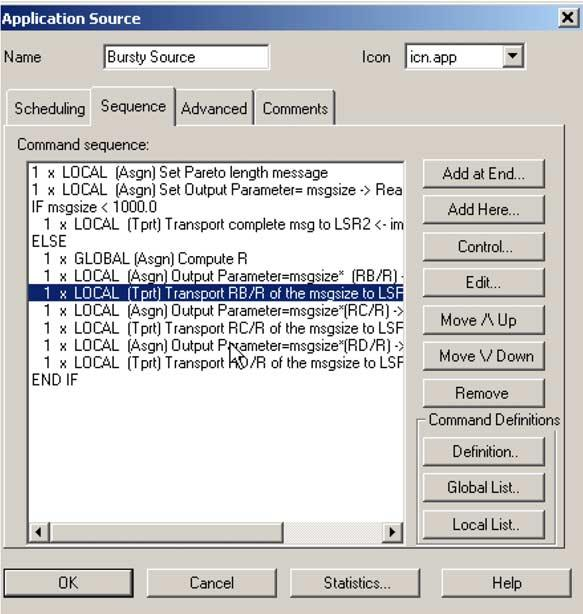 Application Source
Name Bursty Source Icon icn.app
Scheduling Sequence Advanced Comments
Command sequence:
1 x LOCAL (Asgn) Set Pareto length message
1 x LOCAL (Asgn) Set Output Parameter= msgsize -> Rea
IF msgsize < 1000.0
1 x LOCAL (Tprt) Transport complete msg to LSR2 <- im
ELSE
1 x GLOBAL (Asgn) Compute R
1 x LOCAL (Asgn) Output Parameter=msgsize* (RB/R) -
1 x LOCAL (Tprt) Transport RB/R of the msgsize to LSF
1 x LOCAL (Asgn) Output Parameter=msgsize*(RC/R) ->
1 x LOCAL (Tprt) Transport RC/R of the msgsize to LSF
1 x LOCAL (Asgn) Output Parameter=msgsize*(RD/R) ->
1 x LOCAL (Tprt) Transport RD/R of the msgsize to LSF
END IF
Add at End...
Add Here...
Control...
Edit...
Move /\ Up
Move \/ Down
Remove
Command Definitions
Definition..
Global List..
Local List..
OK Cancel Statistics... Help